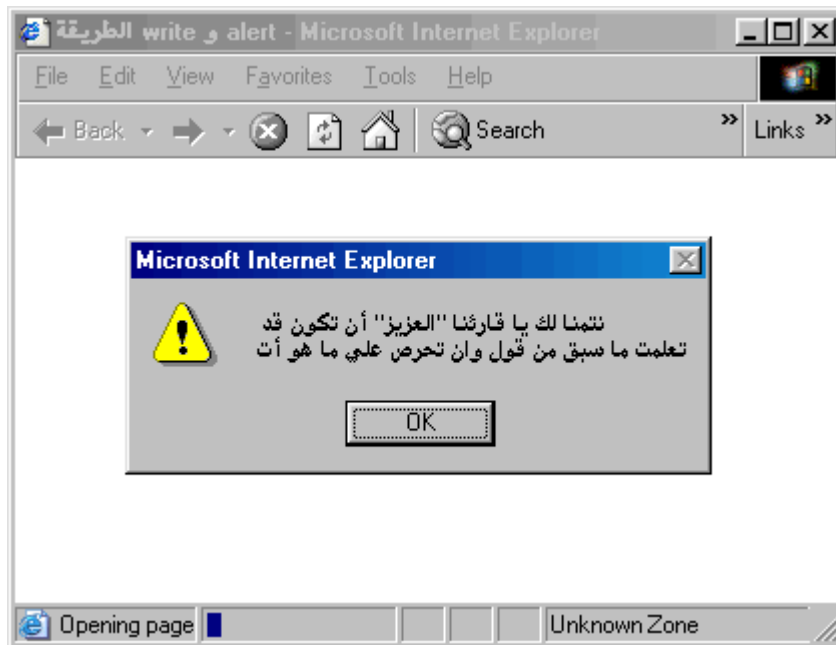 الطريقة write و alert - Microsoft Internet Explorer
File Edit View Favorites Tools Help
Back Search » Links »
Microsoft Internet Explorer
نتمنا لك يا قارئنا "العزيز" أن تكون قد
تعلمت ما سبق من قول وان تحرص علي ما هو أت
OK
Opening page Unknown Zone